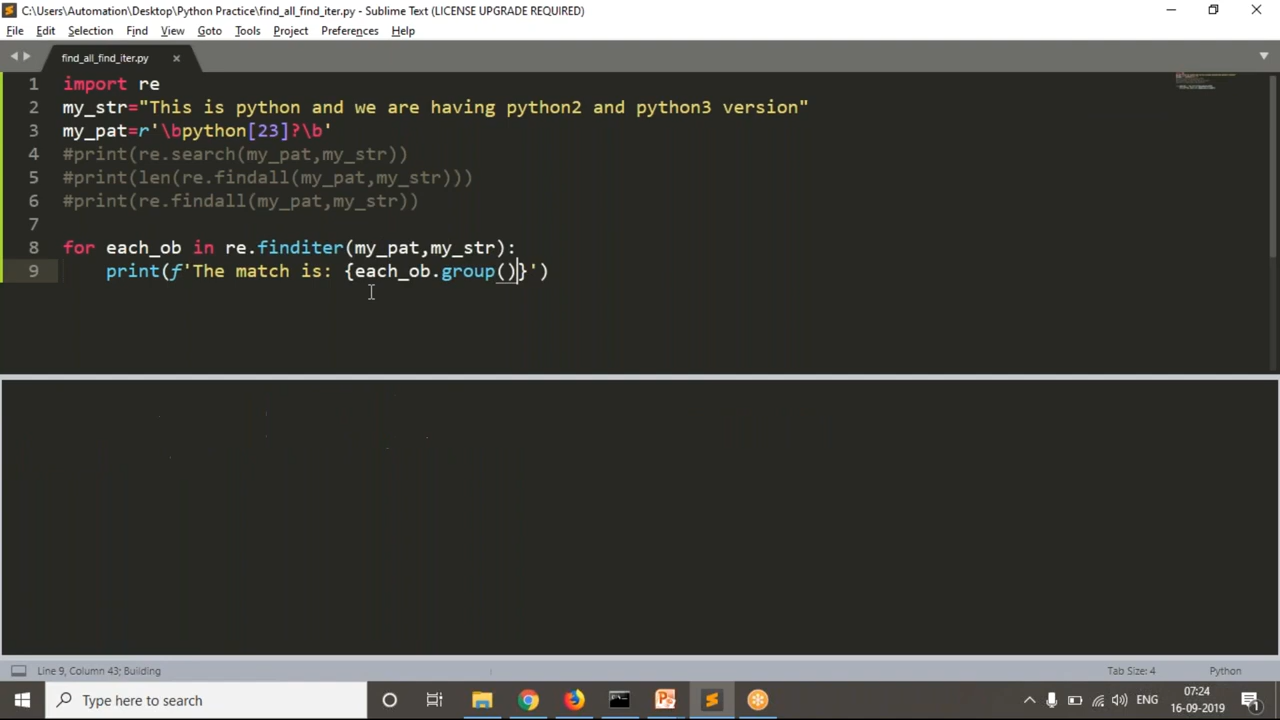 C:\Users\Automation\Desktop\Python Practice\find_all_find_iter.py - Sublime Text (LICENSE UPGRADE REQUIRED)
File Edit Selection Find View Goto Tools Project Preferences Help
find_all_find_iter.py
1 import re
2 my_str="This is python and we are having python2 and python3 version"
3 my_pat=r'\bpython[23]?\b'
4 #print(re.search(my_pat,my_str))
5 #print(len(re.findall(my_pat,my_str)))
6 #print(re.findall(my_pat,my_str))
7
8 for each_ob in re.finditer(my_pat,my_str):
9     print(f'The match is: {each_ob.group()}')
Line 9, Column 43; Building Tab Size: 4 Python
Type here to search ENG 07:24
16-09-2019 1